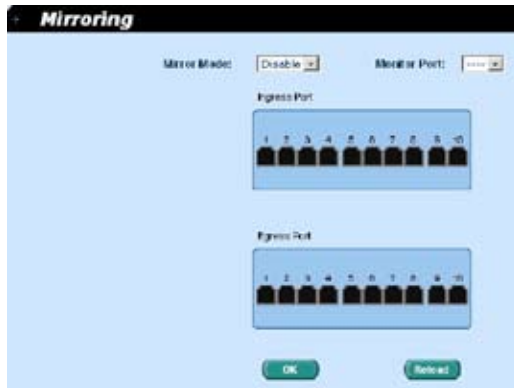 Mirroring
Mirror Mode: Disable Monitor Port: ----
Ingress Port
1 2 3 4 5 6 7 8 9 10
Egress Port
1 2 3 4 5 6 7 8 9 10
OK Reload